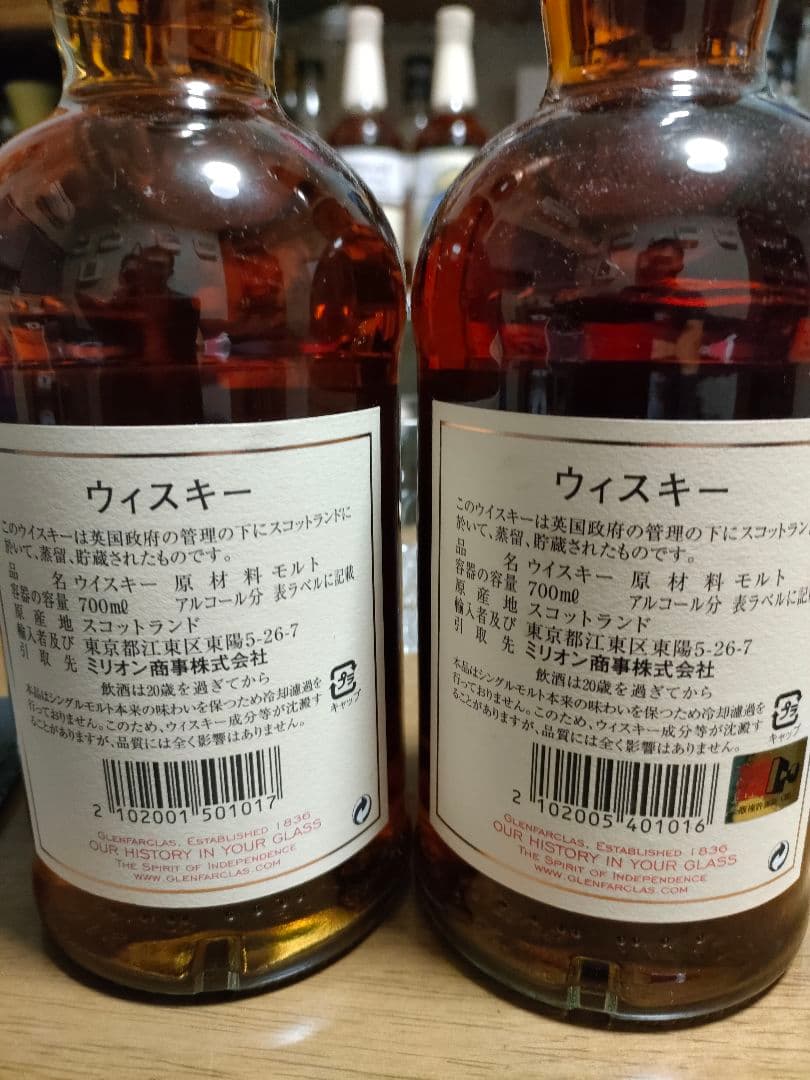 ウィスキー
このウイスキーは英国政府の管理の下にスコットランドに
於いて、蒸留、貯蔵されたものです。
品 名 ウイスキー 原 材 料 モルト
容器の容量 700mℓ アルコール分 表ラベルに記載
原 産 地 スコットランド
輸入者及び 東京都江東区東陽5-26-7
引 取 先 ミリオン商事株式会社
飲酒は20歳を過ぎてから
プラ
キャップ
本品はシングルモルト本来の味わいを保つため冷却濾過を
行っておりません。このため、ウィスキー成分等が沈澱す
ることがありますが、品質には全く影響はありません。
2 102001 501017
GLENFARCLAS, ESTABLISHED 1836
OUR HISTORY IN YOUR GLASS
THE SPIRIT OF INDEPENDENCE
WWW.GLENFARCLAS.COM
ウィスキー
このウイスキーは英国政府の管理の下にスコットラン
於いて、蒸留、貯蔵されたものです。
品 名 ウイスキー 原 材 料 モルト
容器の容量 700mℓ アルコール分 表ラベルに記
原 産 地 スコットランド
輸入者及び 東京都江東区東陽5-26-7
引 取 先 ミリオン商事株式会社
飲酒は20歳を過ぎてから
プラ
キャップ
本品はシングルモルト本来の味わいを保つため冷却濾過を
行っておりません。このため、ウィスキー成分等が沈澱す
ることがありますが、品質には全く影響はありません。
2 102005 401016
GLENFARCLAS, ESTABLISHED 1836
OUR HISTORY IN YOUR GLASS
THE SPIRIT OF INDEPENDENCE
WWW.GLENFARCLAS.COM